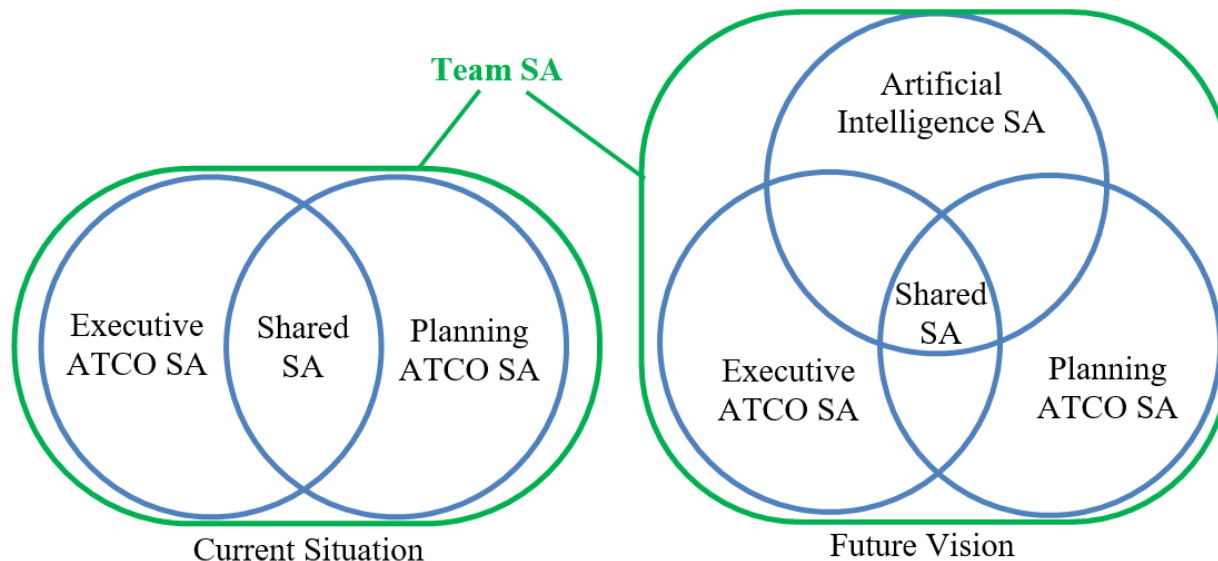 Team SA
Executive
ATCO SA
Shared
SA
Planning
ATCO SA
Current Situation
Artificial
Intelligence SA
Shared
SA
Executive
ATCO SA
Planning
ATCO SA
Future Vision